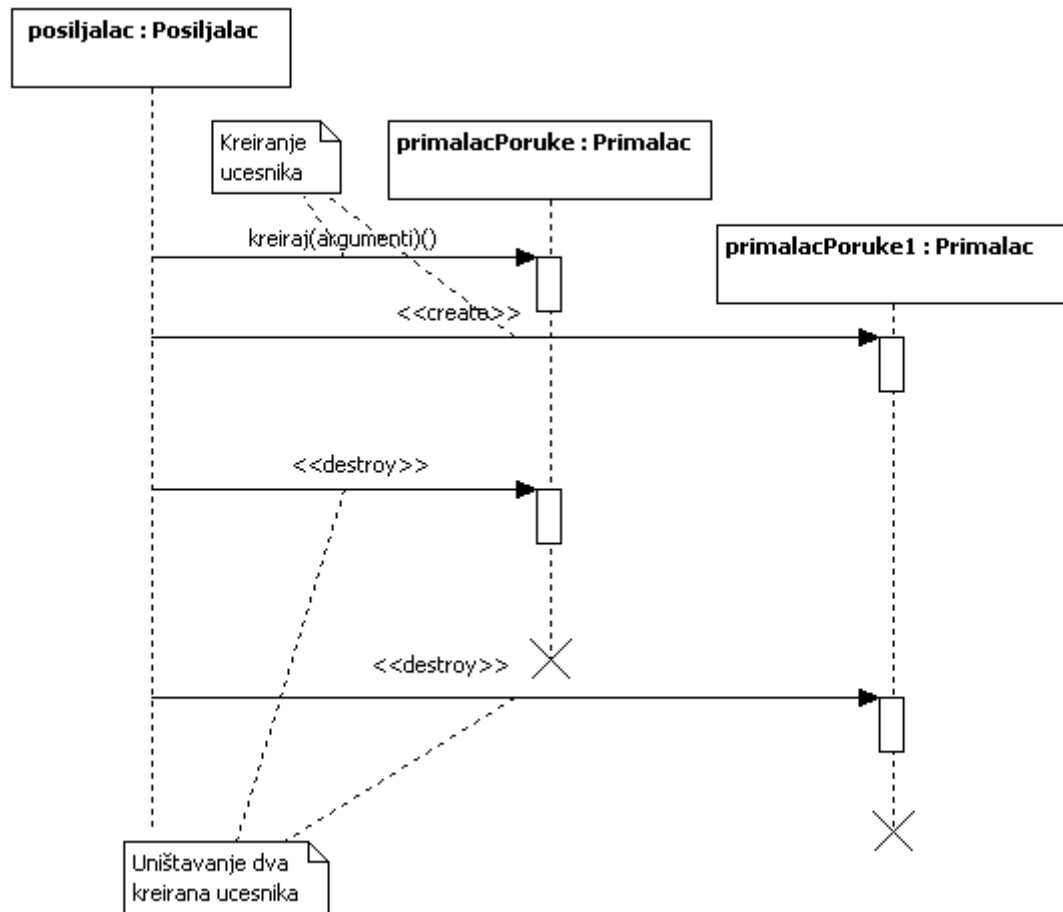 posiljalac : Posiljalac
Kreiranje
ucesnika
primalacPoruke : Primalac
kreiraj(argumenti)()
primalacPoruke1 : Primalac
<<create>>
<<destroy>>
<<destroy>>
Uništavanje dva
kreirana ucesnika